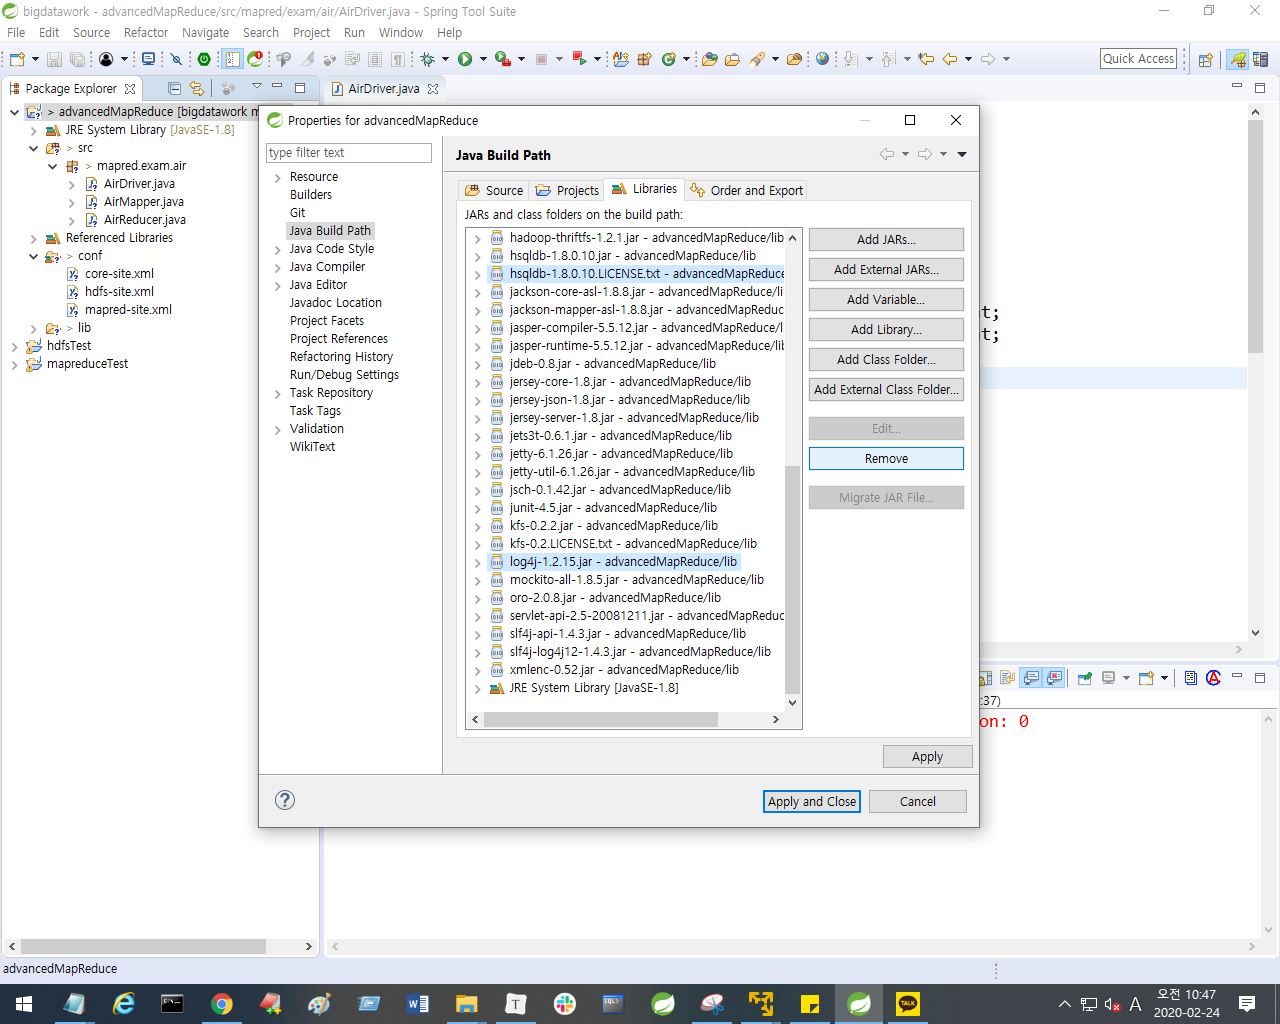 bigdatawork - advancedMapReduce/src/mapred/exam/air/AirDriver.java - Spring Tool Suite
File Edit Source Refactor Navigate Search Project Run Window Help
Quick Access
Package Explorer
AirDriver.java
> advancedMapReduce [bigdatawork m
JRE System Library [JavaSE-1.8]
> src
> mapred.exam.air
AirDriver.java
AirMapper.java
AirReducer.java
Referenced Libraries
> conf
core-site.xml
hdfs-site.xml
mapred-site.xml
> lib
hdfsTest
mapreduceTest
Properties for advancedMapReduce
type filter text
Resource
Builders
Git
Java Build Path
Java Code Style
Java Compiler
Java Editor
Javadoc Location
Project Facets
Project References
Refactoring History
Run/Debug Settings
Task Repository
Task Tags
Validation
WikiText
Java Build Path
Source Projects Libraries Order and Export
JARs and class folders on the build path:
hadoop-thriftfs-1.2.1.jar - advancedMapReduce/lib
hsqldb-1.8.0.10.jar - advancedMapReduce/lib
hsqldb-1.8.0.10.LICENSE.txt - advancedMapReduce
jackson-core-asl-1.8.8.jar - advancedMapReduce/li
jackson-mapper-asl-1.8.8.jar - advancedMapReduc
jasper-compiler-5.5.12.jar - advancedMapReduce/l
jasper-runtime-5.5.12.jar - advancedMapReduce/lil
jdeb-0.8.jar - advancedMapReduce/lib
jersey-core-1.8.jar - advancedMapReduce/lib
jersey-json-1.8.jar - advancedMapReduce/lib
jersey-server-1.8.jar - advancedMapReduce/lib
jets3t-0.6.1.jar - advancedMapReduce/lib
jetty-6.1.26.jar - advancedMapReduce/lib
jetty-util-6.1.26.jar - advancedMapReduce/lib
jsch-0.1.42.jar - advancedMapReduce/lib
junit-4.5.jar - advancedMapReduce/lib
kfs-0.2.2.jar - advancedMapReduce/lib
kfs-0.2.LICENSE.txt - advancedMapReduce/lib
log4j-1.2.15.jar - advancedMapReduce/lib
mockito-all-1.8.5.jar - advancedMapReduce/lib
oro-2.0.8.jar - advancedMapReduce/lib
servlet-api-2.5-20081211.jar - advancedMapReduc
slf4j-api-1.4.3.jar - advancedMapReduce/lib
slf4j-log4j12-1.4.3.jar - advancedMapReduce/lib
xmlenc-0.52.jar - advancedMapReduce/lib
JRE System Library [JavaSE-1.8]
Add JARs...
Add External JARs...
Add Variable...
Add Library...
Add Class Folder...
Add External Class Folder...
Edit...
Remove
Migrate JAR File...
Apply
Apply and Close
Cancel
t;
t;
:37)
on: 0
advancedMapReduce
A
오전 10:47
2020-02-24